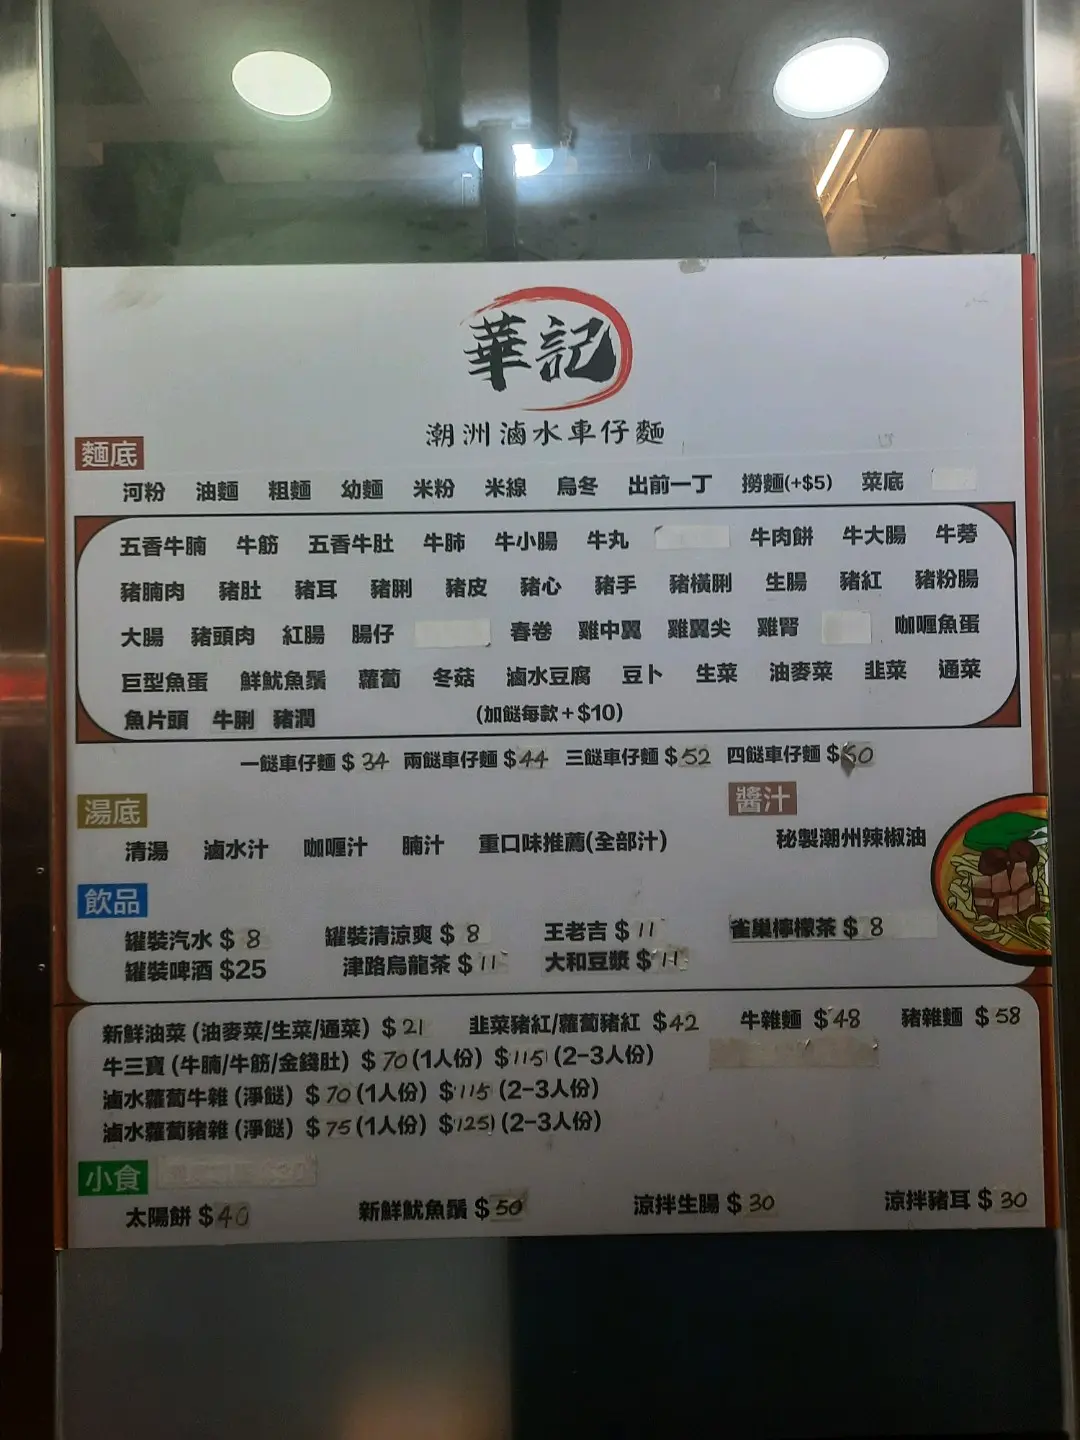 華記
潮洲滷水車仔麵
麵底
河粉 油麵 粗麵 幼麵 米粉 米線 烏冬 出前一丁 撈麵(+$5) 菜底
五香牛腩 牛筋 五香牛肚 牛肺 牛小腸 牛丸 牛肉餅 牛大腸 牛蒡
豬腩肉 豬肚 豬耳 豬脷 豬皮 豬心 豬手 豬橫脷 生腸 豬紅 豬粉腸
大腸 豬頭肉 紅腸 腸仔 春卷 雞中翼 雞翼尖 雞腎 咖喱魚蛋
巨型魚蛋 鮮魷魚鬚 蘿蔔 冬菇 滷水豆腐 豆卜 生菜 油麥菜 韭菜 通菜
魚片頭 牛脷 豬潤 (加餸每款+$10)
一餸車仔麵 $34 兩餸車仔麵 $44 三餸車仔麵 $52 四餸車仔麵 $60
湯底 醬汁
清湯 滷水汁 咖喱汁 腩汁 重口味推薦(全部汁) 秘製潮州辣椒油
飲品
罐裝汽水 $8 罐裝清涼爽 $8 王老吉 $11 雀巢檸檬茶 $8
罐裝啤酒 $25 津路烏龍茶 $11 大和豆漿 $11
新鮮油菜 (油麥菜/生菜/通菜) $21 韭菜豬紅/蘿蔔豬紅 $42 牛雜麵 $48 豬雜麵 $58
牛三寶 (牛腩/牛筋/金錢肚) $70 (1人份) $115 (2-3人份)
滷水蘿蔔牛雜 (淨餸) $70 (1人份) $115 (2-3人份)
滷水蘿蔔豬雜 (淨餸) $75 (1人份) $125 (2-3人份)
小食
太陽餅 $40 新鮮魷魚鬚 $50 涼拌生腸 $30 涼拌豬耳 $30